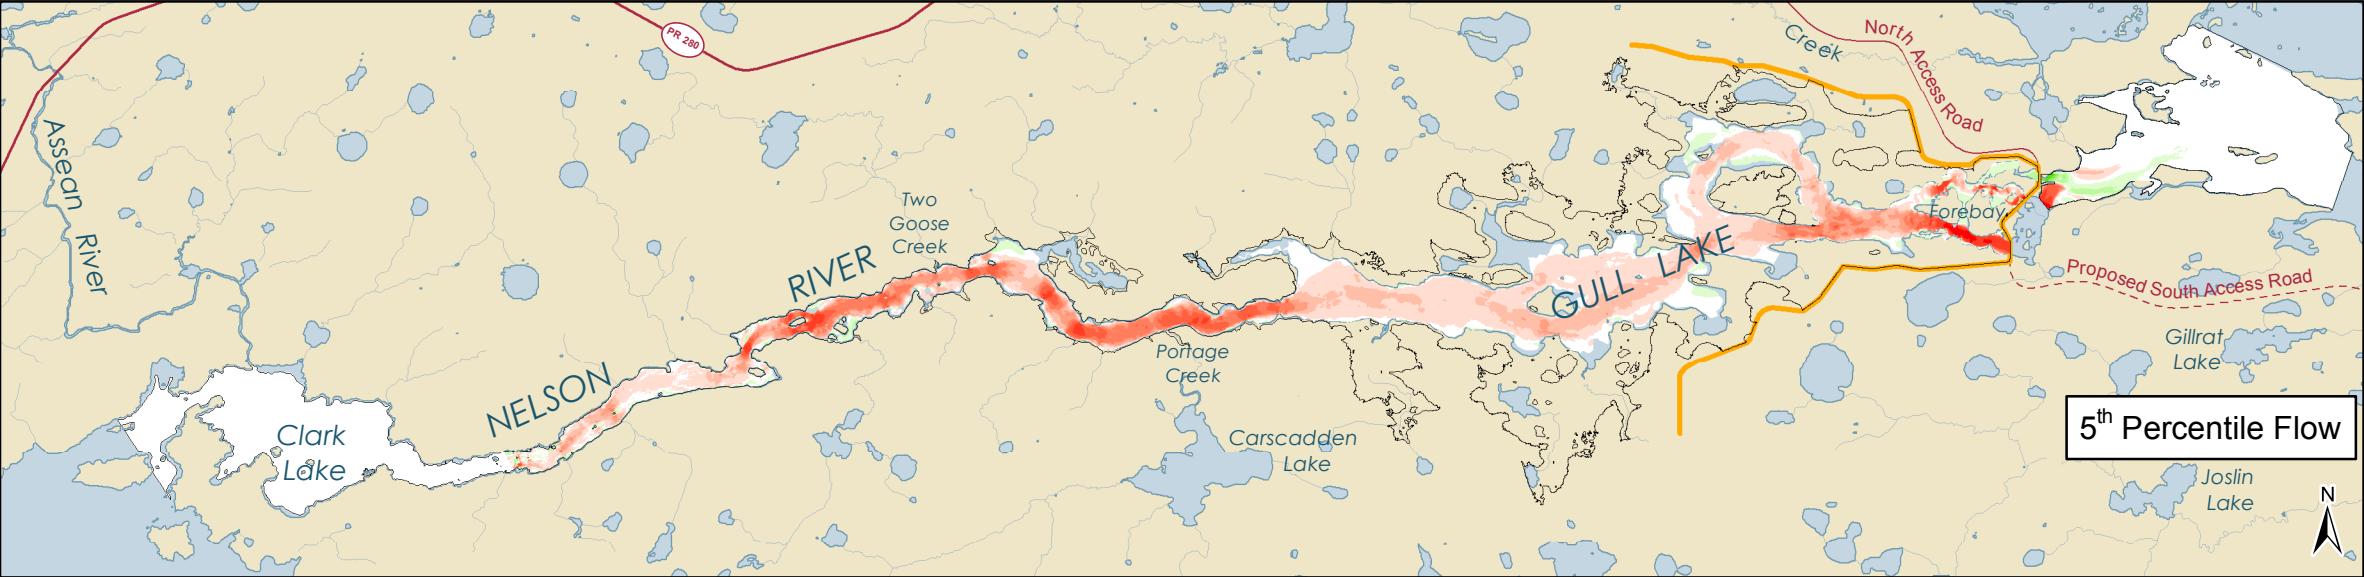 PR 280
Creek
North Access Road
Assean River
Two
Goose
Creek
Forebay
NELSON RIVER
GULL LAKE
Proposed South Access Road
Portage
Creek
Gillrat
Lake
Clark
Lake
Carscadden
Lake
5th Percentile Flow
Joslin
Lake
N